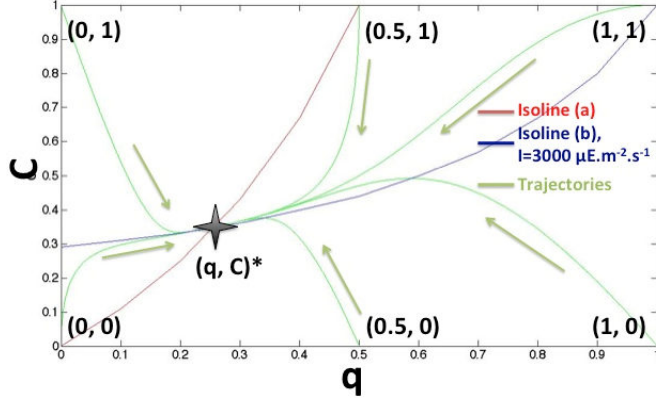 1
(0, 1)
(0.5, 1)
(1, 1)
0.9
0.8
0.7
Isoline (a)
0.6
Isoline (b),
I=3000 µE.m⁻².s⁻¹
0.5
Trajectories
C
0.4
0.3
(q, C)*
0.2
0.1
(0, 0)
(0.5, 0)
(1, 0)
0
0 0.1 0.2 0.3 0.4 0.5 0.6 0.7 0.8 0.9
q